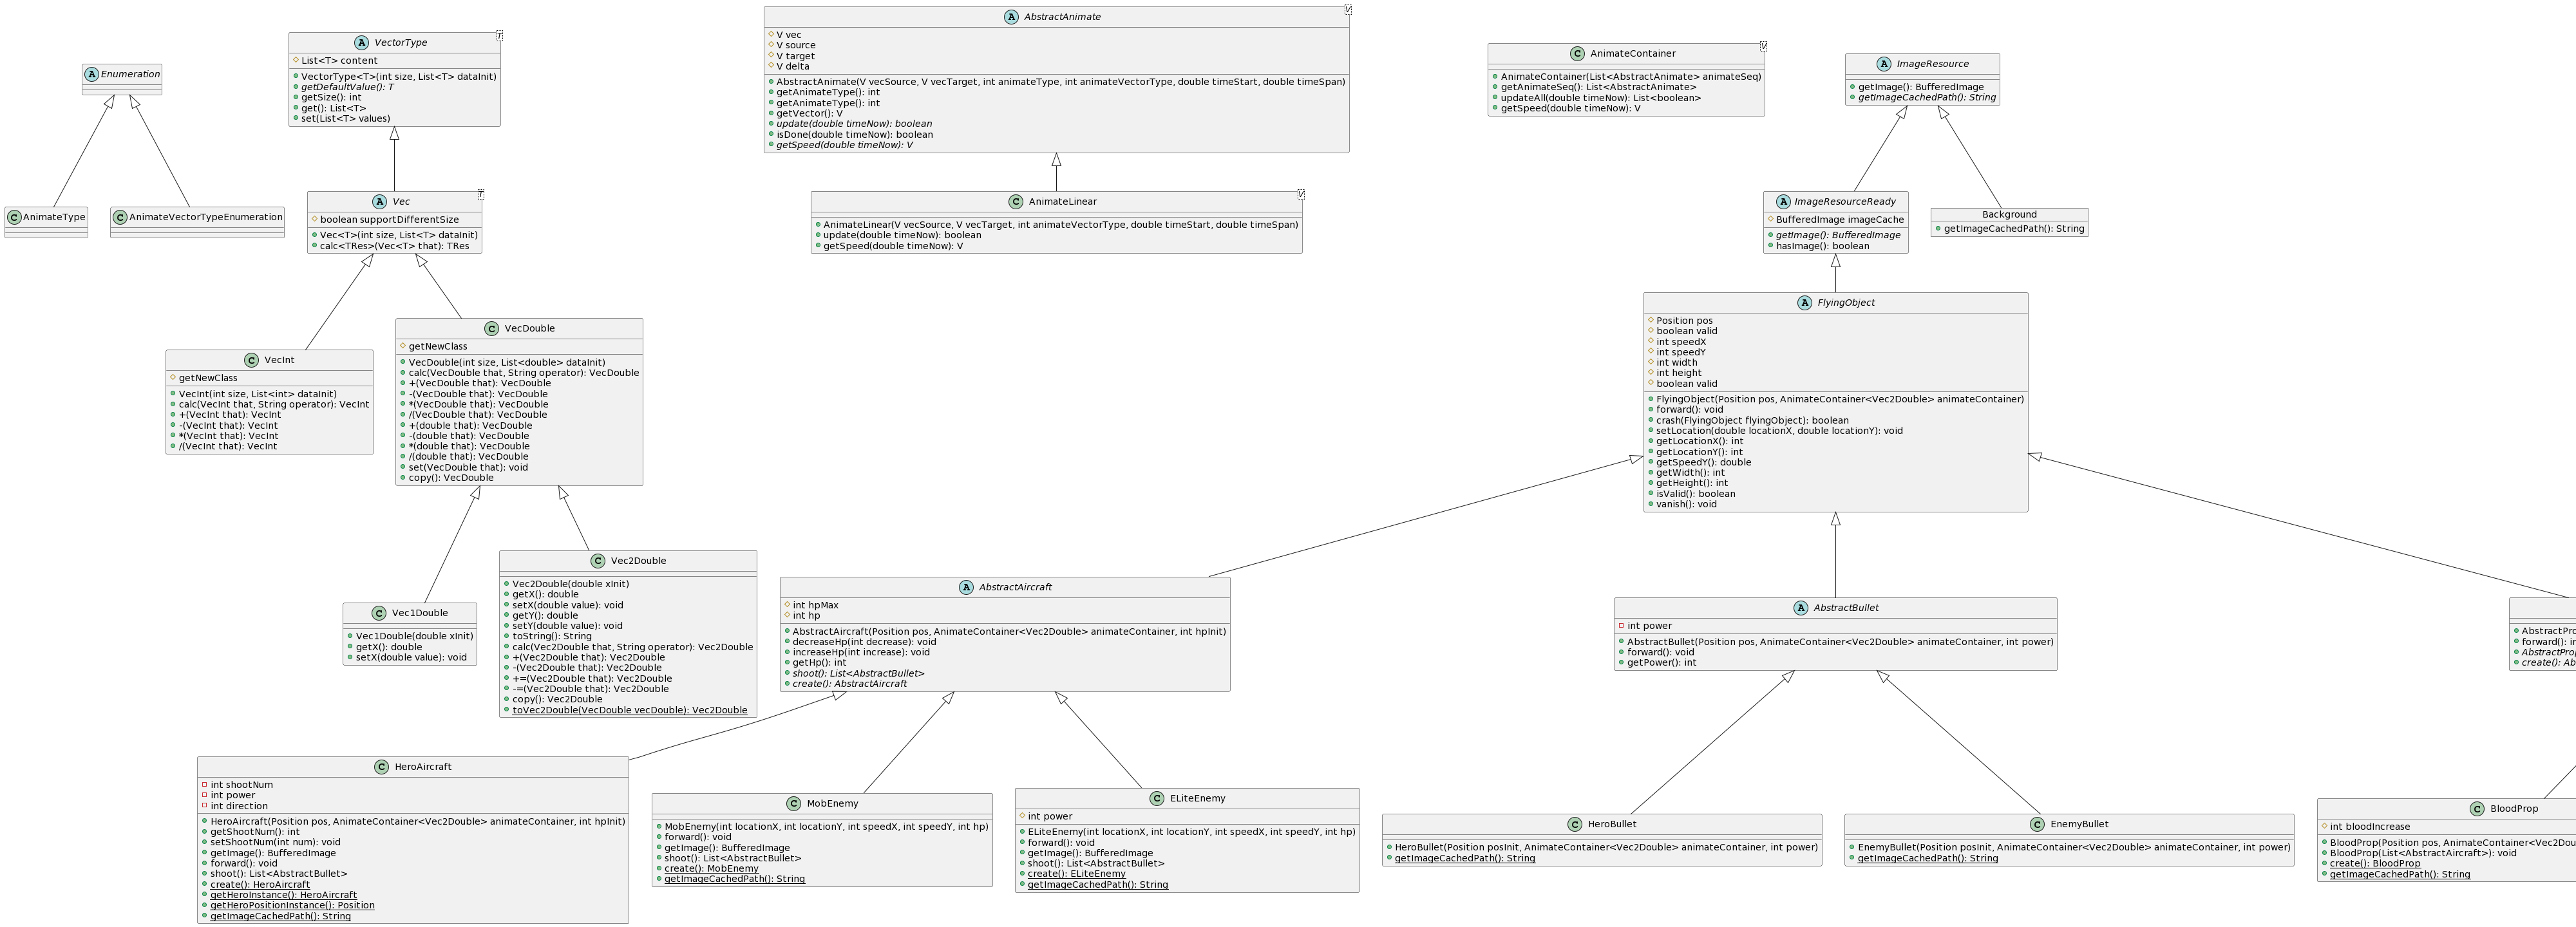 A Enumeration
C AnimateType
C AnimateVectorTypeEnumeration
A VectorType
T
List<T> content
VectorType<T>(int size, List<T> dataInit)
getDefaultValue(): T
getSize(): int
get(): List<T>
set(List<T> values)
A Vec
T
boolean supportDifferentSize
Vec<T>(int size, List<T> dataInit)
calc<TRes>(Vec<T> that): TRes
C VecInt
getNewClass
VecInt(int size, List<int> dataInit)
calc(VecInt that, String operator): VecInt
+(VecInt that): VecInt
-(VecInt that): VecInt
*(VecInt that): VecInt
/(VecInt that): VecInt
C VecDouble
getNewClass
VecDouble(int size, List<double> dataInit)
calc(VecDouble that, String operator): VecDouble
+(VecDouble that): VecDouble
-(VecDouble that): VecDouble
*(VecDouble that): VecDouble
/(VecDouble that): VecDouble
+(double that): VecDouble
-(double that): VecDouble
*(double that): VecDouble
/(double that): VecDouble
set(VecDouble that): void
copy(): VecDouble
C Vec1Double
Vec1Double(double xInit)
getX(): double
setX(double value): void
C Vec2Double
Vec2Double(double xInit)
getX(): double
setX(double value): void
getY(): double
setY(double value): void
toString(): String
calc(Vec2Double that, String operator): Vec2Double
+(Vec2Double that): Vec2Double
-(Vec2Double that): Vec2Double
+=(Vec2Double that): Vec2Double
-=(Vec2Double that): Vec2Double
copy(): Vec2Double
toVec2Double(VecDouble vecDouble): Vec2Double
A AbstractAnimate
V
V vec
V source
V target
V delta
AbstractAnimate(V vecSource, V vecTarget, int animateType, int animateVectorType, double timeStart, double timeSpan)
getAnimateType(): int
getAnimateType(): int
getVector(): V
update(double timeNow): boolean
isDone(double timeNow): boolean
getSpeed(double timeNow): V
C AnimateLinear
V
AnimateLinear(V vecSource, V vecTarget, int animateVectorType, double timeStart, double timeSpan)
update(double timeNow): boolean
getSpeed(double timeNow): V
C AnimateContainer
V
AnimateContainer(List<AbstractAnimate> animateSeq)
getAnimateSeq(): List<AbstractAnimate>
updateAll(double timeNow): List<boolean>
getSpeed(double timeNow): V
A ImageResource
getImage(): BufferedImage
getImageCachedPath(): String
A ImageResourceReady
BufferedImage imageCache
getImage(): BufferedImage
hasImage(): boolean
Background
getImageCachedPath(): String
A FlyingObject
Position pos
boolean valid
int speedX
int speedY
int width
int height
boolean valid
FlyingObject(Position pos, AnimateContainer<Vec2Double> animateContainer)
forward(): void
crash(FlyingObject flyingObject): boolean
setLocation(double locationX, double locationY): void
getLocationX(): int
getLocationY(): int
getSpeedY(): double
getWidth(): int
getHeight(): int
isValid(): boolean
vanish(): void
A AbstractAircraft
int hpMax
int hp
AbstractAircraft(Position pos, AnimateContainer<Vec2Double> animateContainer, int hpInit)
decreaseHp(int decrease): void
increaseHp(int increase): void
getHp(): int
shoot(): List<AbstractBullet>
create(): AbstractAircraft
A AbstractBullet
int power
AbstractBullet(Position pos, AnimateContainer<Vec2Double> animateContainer, int power)
forward(): void
getPower(): int
AbstractPro
forward(): in
AbstractProp
create(): Ab
C HeroAircraft
int shootNum
int power
int direction
HeroAircraft(Position pos, AnimateContainer<Vec2Double> animateContainer, int hpInit)
getShootNum(): int
setShootNum(int num): void
getImage(): BufferedImage
forward(): void
shoot(): List<AbstractBullet>
create(): HeroAircraft
getHeroInstance(): HeroAircraft
getHeroPositionInstance(): Position
getImageCachedPath(): String
C MobEnemy
MobEnemy(int locationX, int locationY, int speedX, int speedY, int hp)
forward(): void
getImage(): BufferedImage
shoot(): List<AbstractBullet>
create(): MobEnemy
getImageCachedPath(): String
C ELiteEnemy
int power
ELiteEnemy(int locationX, int locationY, int speedX, int speedY, int hp)
forward(): void
getImage(): BufferedImage
shoot(): List<AbstractBullet>
create(): ELiteEnemy
getImageCachedPath(): String
C HeroBullet
HeroBullet(Position posInit, AnimateContainer<Vec2Double> animateContainer, int power)
getImageCachedPath(): String
C EnemyBullet
EnemyBullet(Position posInit, AnimateContainer<Vec2Double> animateContainer, int power)
getImageCachedPath(): String
C BloodProp
int bloodIncrease
BloodProp(Position pos, AnimateContainer<Vec2Dou
BloodProp(List<AbstractAircraft>): void
create(): BloodProp
getImageCachedPath(): String